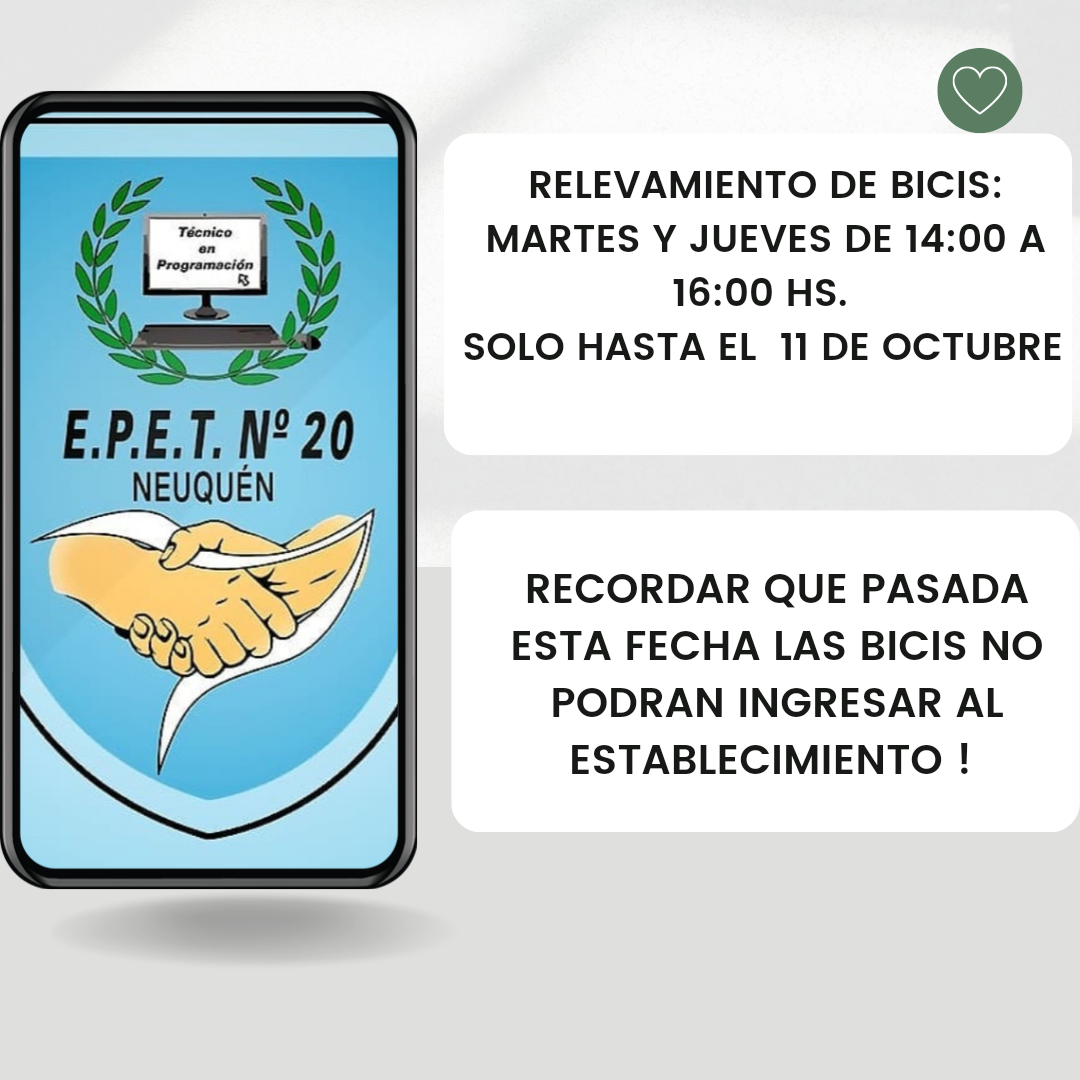 Técnico
en
Programación
E.P.E.T. Nº 20
NEUQUÉN
RELEVAMIENTO DE BICIS:
MARTES Y JUEVES DE 14:00 A
16:00 HS.
SOLO HASTA EL 11 DE OCTUBRE
RECORDAR QUE PASADA
ESTA FECHA LAS BICIS NO
PODRAN INGRESAR AL
ESTABLECIMIENTO !